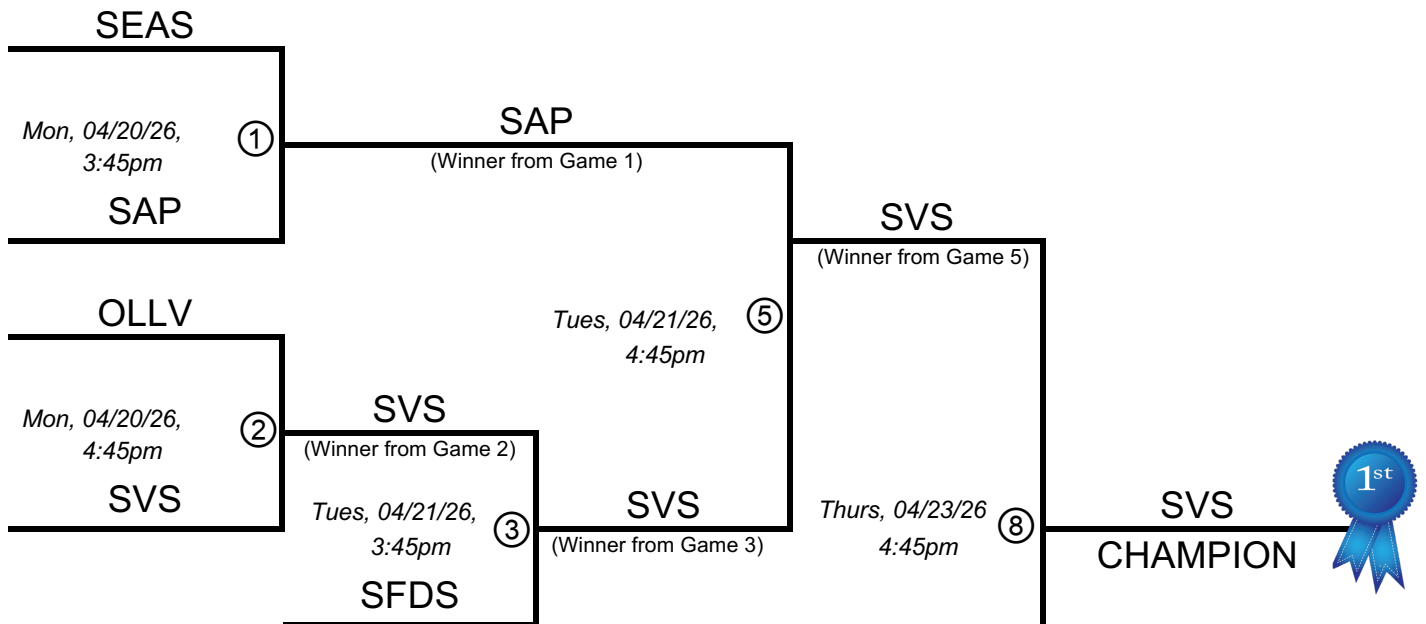 SEAS
Mon, 04/20/26,
3:45pm
1
SAP
SAP
(Winner from Game 1)
OLLV
Mon, 04/20/26,
4:45pm
2
SVS
SVS
(Winner from Game 2)
Tues, 04/21/26,
3:45pm
3
SFDS
SVS
(Winner from Game 3)
Tues, 04/21/26,
4:45pm
5
SVS
(Winner from Game 5)
Thurs, 04/23/26
4:45pm
8
SVS
CHAMPION
1st